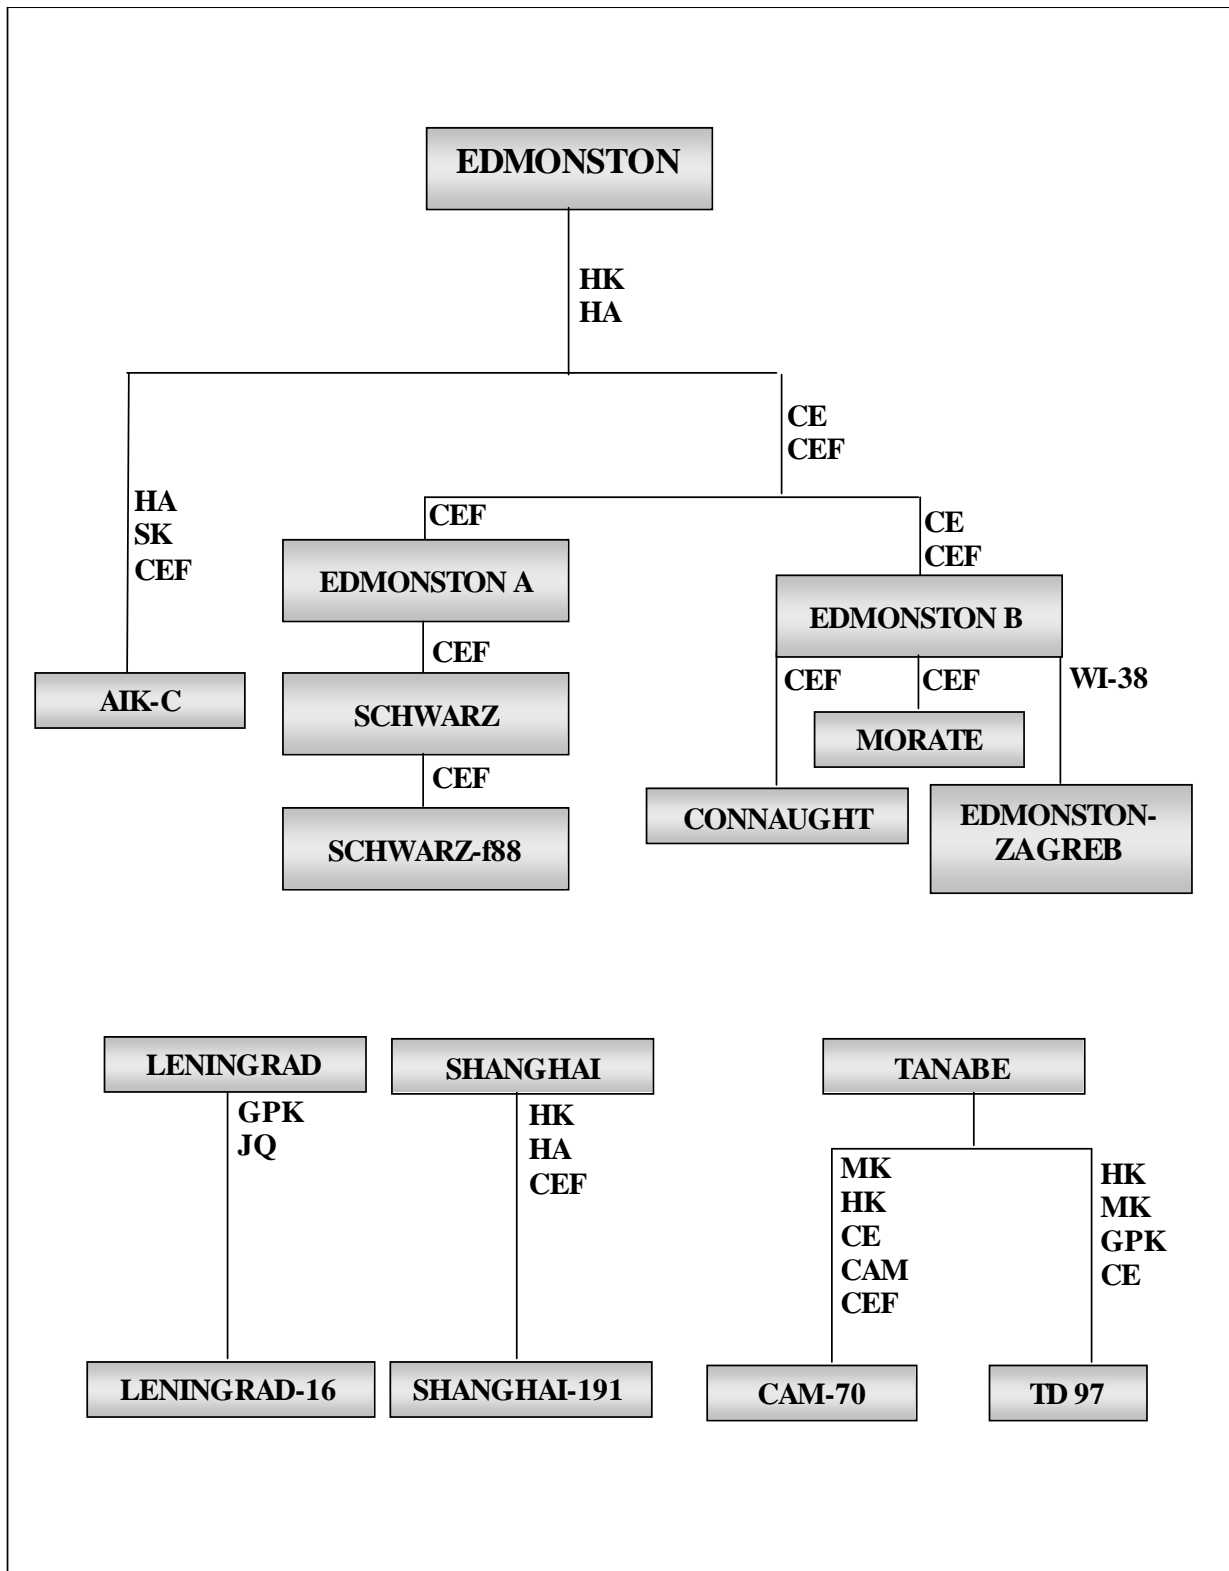 EDMONSTON
HK
HA
CE
CEF
HA
SK
CEF
CEF
CE
CEF
EDMONSTON A
EDMONSTON B
CEF
CEF
CEF
WI-38
AIK-C
SCHWARZ
MORATE
CEF
CONNAUGHT
EDMONSTON-
ZAGREB
SCHWARZ-f88
LENINGRAD
SHANGHAI
TANABE
GPK
JQ
HK
HA
CEF
MK
HK
CE
CAM
CEF
HK
MK
GPK
CE
LENINGRAD-16
SHANGHAI-191
CAM-70
TD 97